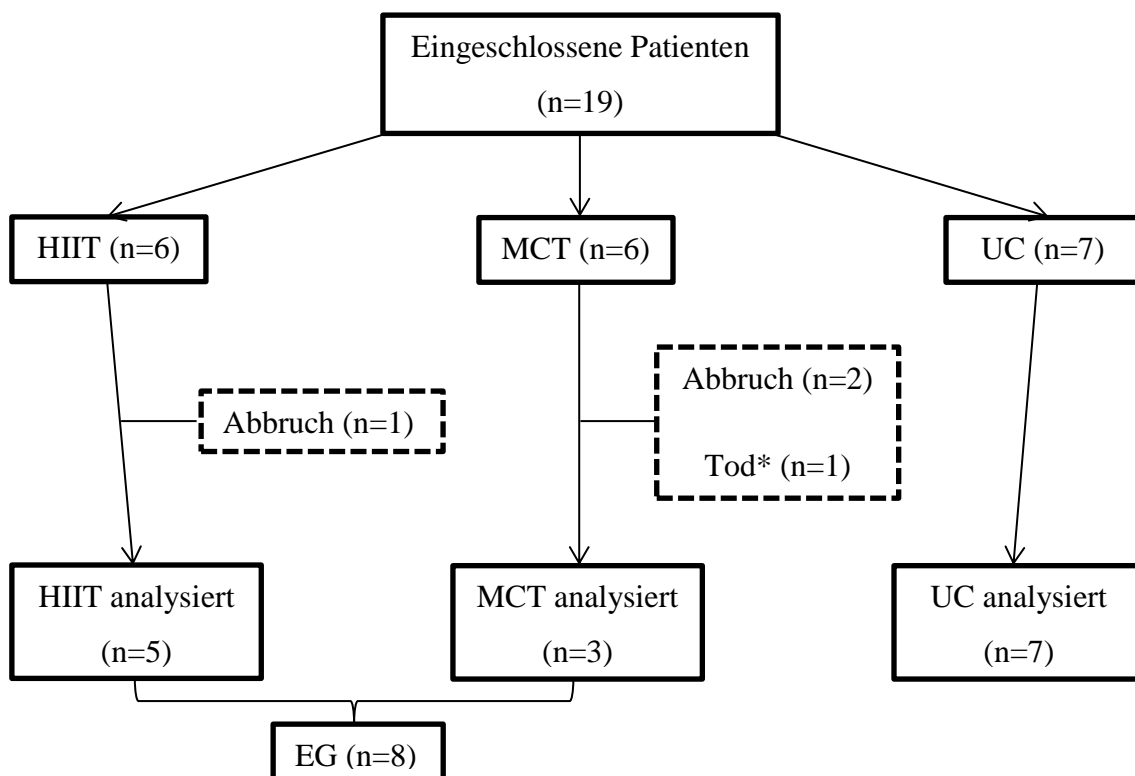 Eingeschlossene Patienten
(n=19)
HIIT (n=6)
MCT (n=6)
UC (n=7)
Abbruch (n=1)
Abbruch (n=2)
Tod* (n=1)
HIIT analysiert
(n=5)
MCT analysiert
(n=3)
UC analysiert
(n=7)
EG (n=8)